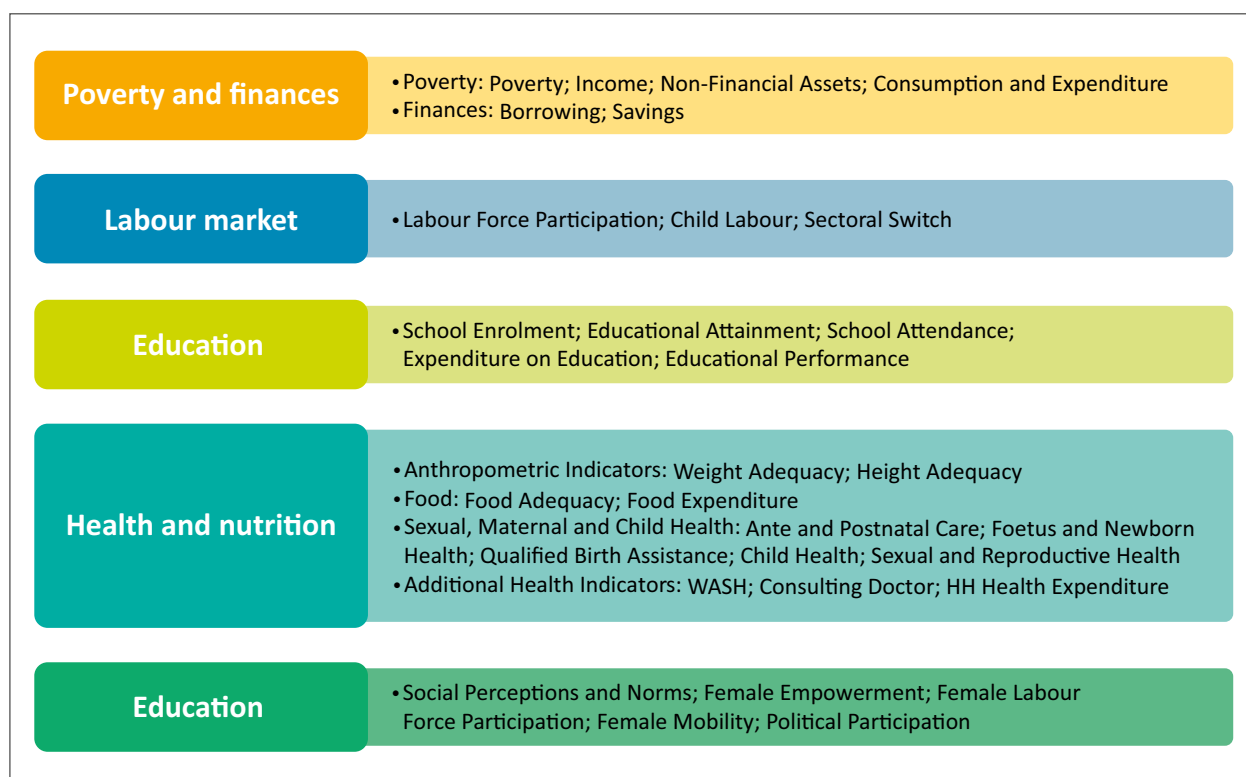 Poverty and finances
•Poverty: Poverty; Income; Non-Financial Assets; Consumption and Expenditure
•Finances: Borrowing; Savings
Labour market
•Labour Force Participation; Child Labour; Sectoral Switch
Education
•School Enrolment; Educational Attainment; School Attendance;
Expenditure on Education; Educational Performance
Health and nutrition
•Anthropometric Indicators: Weight Adequacy; Height Adequacy
•Food: Food Adequacy; Food Expenditure
•Sexual, Maternal and Child Health: Ante and Postnatal Care; Foetus and Newborn
Health; Qualified Birth Assistance; Child Health; Sexual and Reproductive Health
•Additional Health Indicators: WASH; Consulting Doctor; HH Health Expenditure
Education
•Social Perceptions and Norms; Female Empowerment; Female Labour
Force Participation; Female Mobility; Political Participation